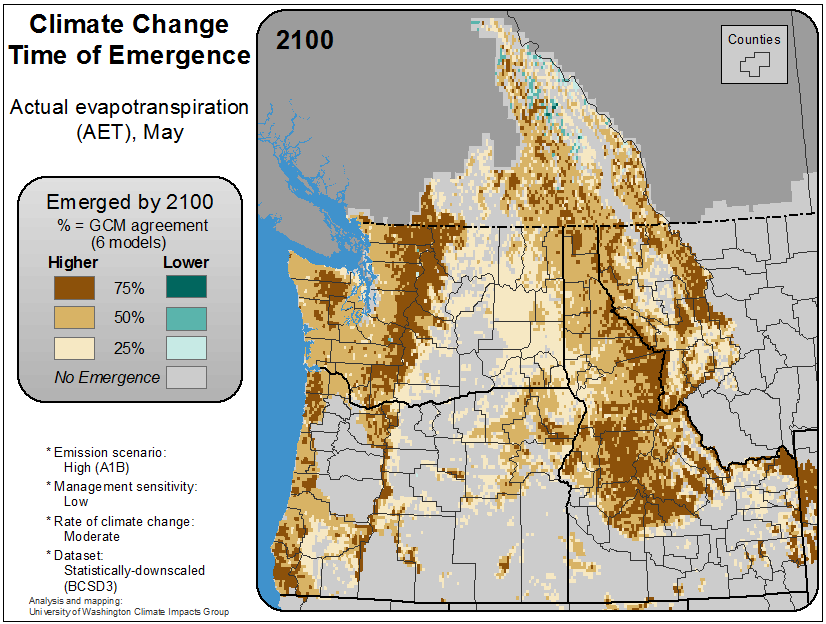 Climate Change
Time of Emergence
Actual evapotranspiration
(AET), May
Emerged by 2100
% = GCM agreement
(6 models)
Higher Lower
75%
50%
25%
No Emergence
* Emission scenario:
High (A1B)
* Management sensitivity:
Low
* Rate of climate change:
Moderate
* Dataset:
Statistically-downscaled
(BCSD3)
Analysis and mapping:
University of Washington Climate Impacts Group
2100
Counties